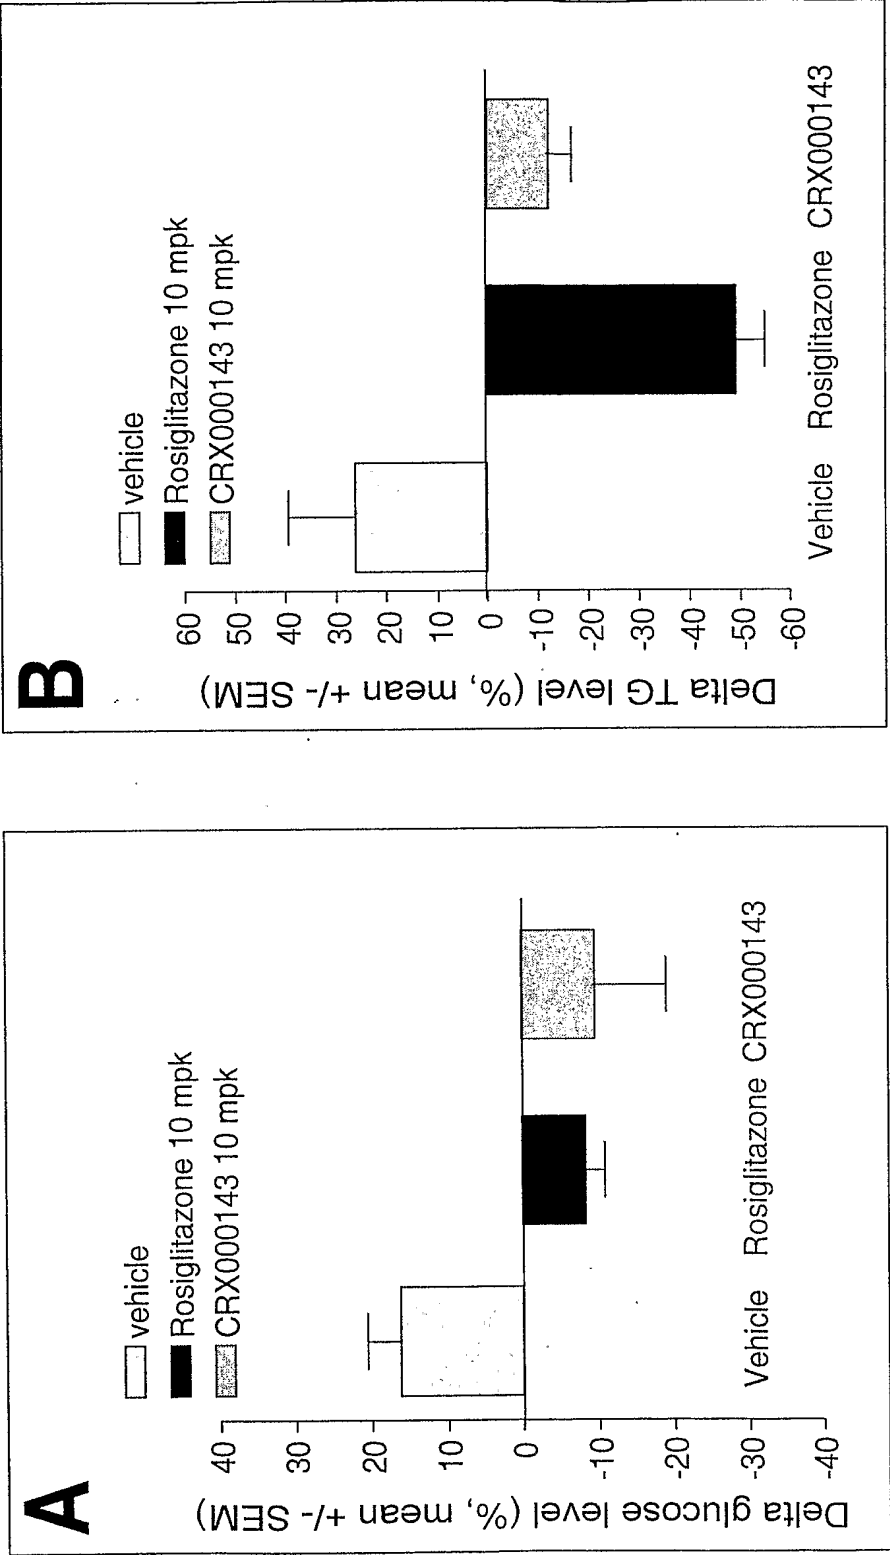 A
vehicle
Rosiglitazone 10 mpk
CRX000143 10 mpk
Delta glucose level (%, mean +/- SEM)
40
30
20
10
0
-10
-20
-30
-40
Vehicle Rosiglitazone CRX000143
B
vehicle
Rosiglitazone 10 mpk
CRX000143 10 mpk
Delta TG level (%, mean +/- SEM)
60
50
40
30
20
10
0
-10
-20
-30
-40
-50
-60
Vehicle Rosiglitazone CRX000143